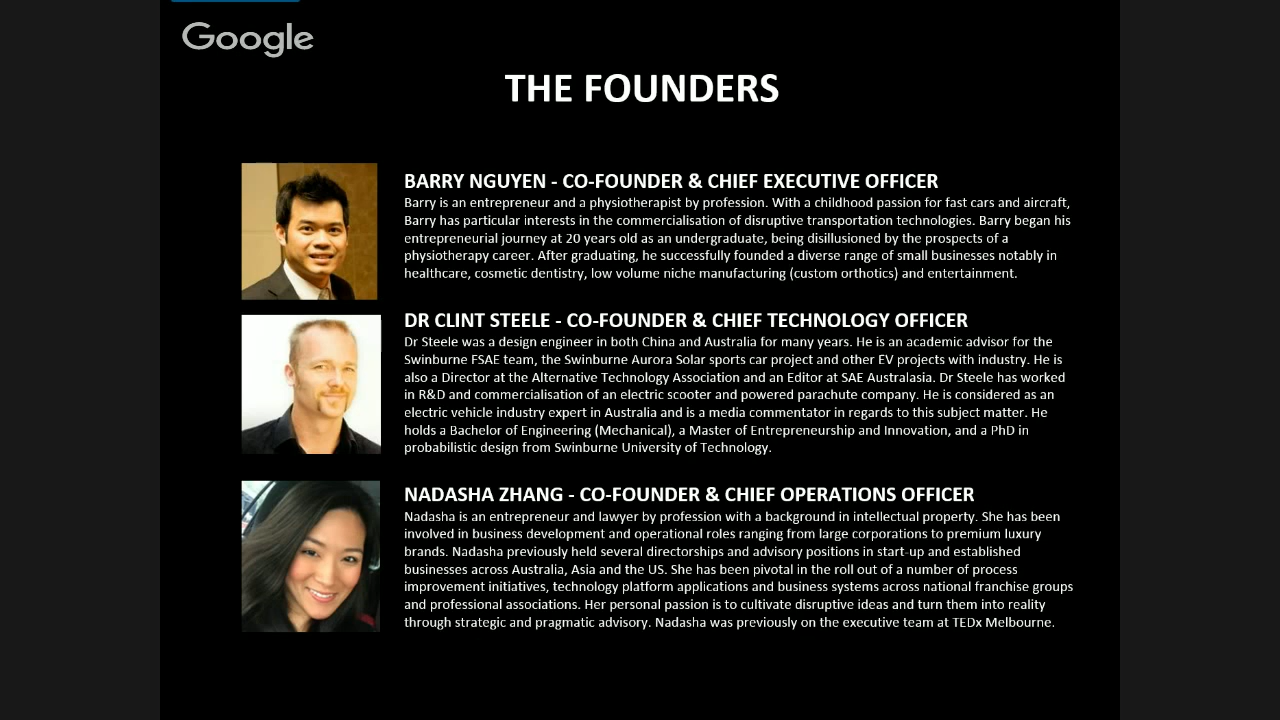 Google
THE FOUNDERS
BARRY NGUYEN - CO-FOUNDER & CHIEF EXECUTIVE OFFICER
Barry is an entrepreneur and a physiotherapist by profession. With a childhood passion for fast cars and aircraft,
Barry has particular interests in the commercialisation of disruptive transportation technologies. Barry began his
entrepreneurial journey at 20 years old as an undergraduate, being disillusioned by the prospects of a
physiotherapy career. After graduating, he successfully founded a diverse range of small businesses notably in
healthcare, cosmetic dentistry, low volume niche manufacturing (custom orthotics) and entertainment.
DR CLINT STEELE - CO-FOUNDER & CHIEF TECHNOLOGY OFFICER
Dr Steele was a design engineer in both China and Australia for many years. He is an academic advisor for the
Swinburne FSAE team, the Swinburne Aurora Solar sports car project and other EV projects with industry. He is
also a Director at the Alternative Technology Association and an Editor at SAE Australasia. Dr Steele has worked
in R&D and commercialisation of an electric scooter and powered parachute company. He is considered as an
electric vehicle industry expert in Australia and is a media commentator in regards to this subject matter. He
holds a Bachelor of Engineering (Mechanical), a Master of Entrepreneurship and Innovation, and a PhD in
probabilistic design from Swinburne University of Technology.
NADASHA ZHANG - CO-FOUNDER & CHIEF OPERATIONS OFFICER
Nadasha is an entrepreneur and lawyer by profession with a background in intellectual property. She has been
involved in business development and operational roles ranging from large corporations to premium luxury
brands. Nadasha previously held several directorships and advisory positions in start-up and established
businesses across Australia, Asia and the US. She has been pivotal in the roll out of a number of process
improvement initiatives, technology platform applications and business systems across national franchise groups
and professional associations. Her personal passion is to cultivate disruptive ideas and turn them into reality
through strategic and pragmatic advisory. Nadasha was previously on the executive team at TEDx Melbourne.